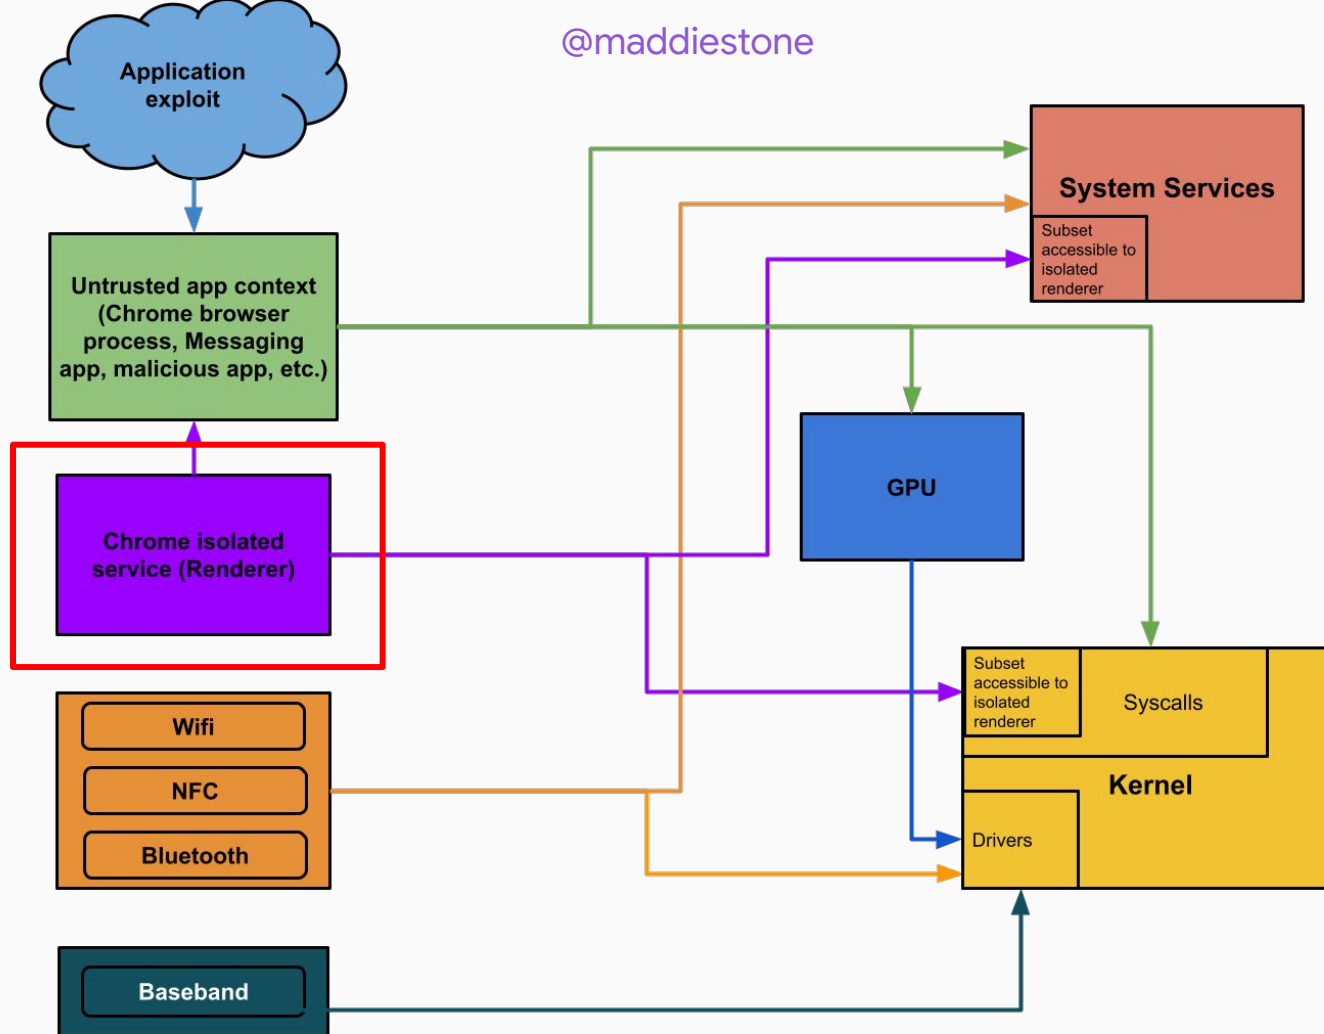 @maddiestone
Application
exploit
System Services
Subset
accessible to
isolated
renderer
Untrusted app context
(Chrome browser
process, Messaging
app, malicious app, etc.)
GPU
Chrome isolated
service (Renderer)
Subset
accessible to
isolated
renderer
Syscalls
Kernel
Drivers
Wifi
NFC
Bluetooth
Baseband